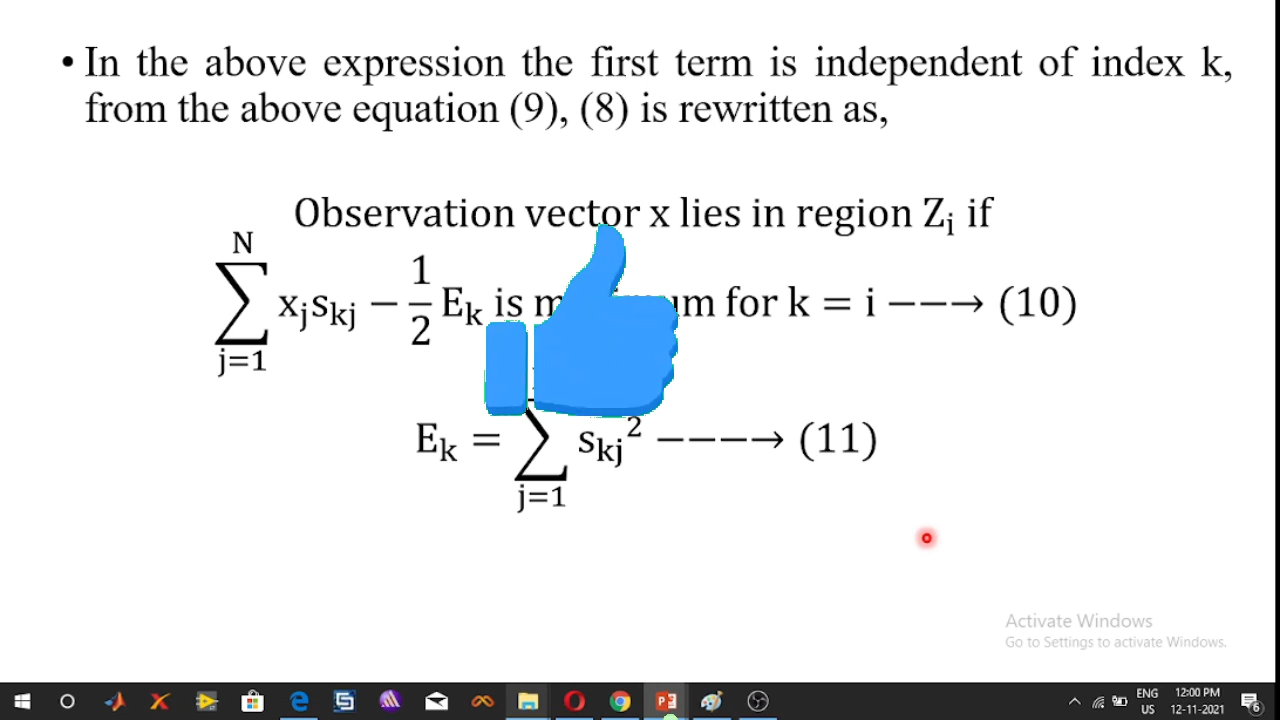 • In the above expression the first term is independent of index k,
from the above equation (9), (8) is rewritten as,
Observation vector x lies in region Zᵢ if
N
∑ xⱼsₖⱼ − 1/2 Eₖ is for k = i −−→ (10)
j=1
Eₖ = ∑ sₖⱼ² −−−−→ (11)
j=1
Activate Windows
Go to Settings to activate Windows.
ENG
US
12:00 PM
12-11-2021
6